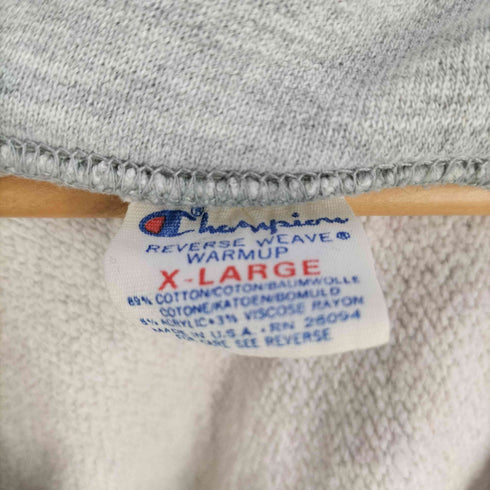 Champion
REVERSE WEAVE®
WARMUP
X-LARGE
89% COTTON/COTON/BAUMWOLLE
COTONE/KATOEN/BOMULD
8% ACRYLIC•3% VISCOSE RAYON
MADE IN U.S.A. • RN 26094
FOR CARE SEE REVERSE